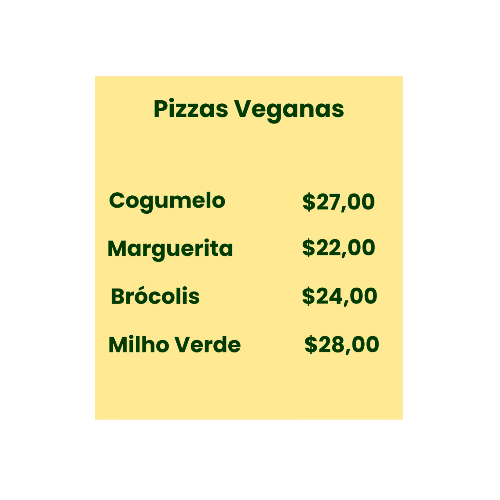 Pizzas Veganas
Cogumelo $27,00
Marguerita $22,00
Brócolis $24,00
Milho Verde $28,00